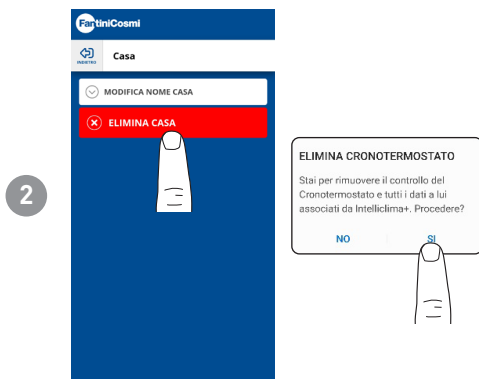 FantiniCosmi
INDIETRO
Casa
MODIFICA NOME CASA
ELIMINA CASA
2
ELIMINA CRONOTERMOSTATO
Stai per rimuovere il controllo del
Cronotermostato e tutti i dati a lui
associati da Intelliclima+. Procedere?
NO
SI